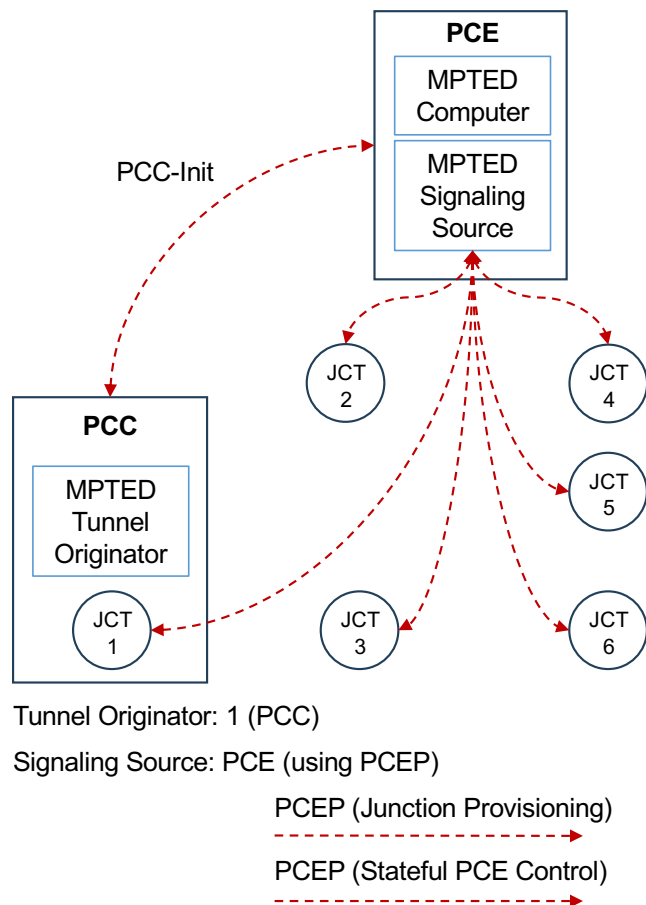 PCE
MPTED
Computer
MPTED
Signaling
Source
PCC-Init
JCT
2
JCT
4
PCC
MPTED
Tunnel
Originator
JCT
5
JCT
1
JCT
3
JCT
6
Tunnel Originator: 1 (PCC)
Signaling Source: PCE (using PCEP)
PCEP (Junction Provisioning)
PCEP (Stateful PCE Control)